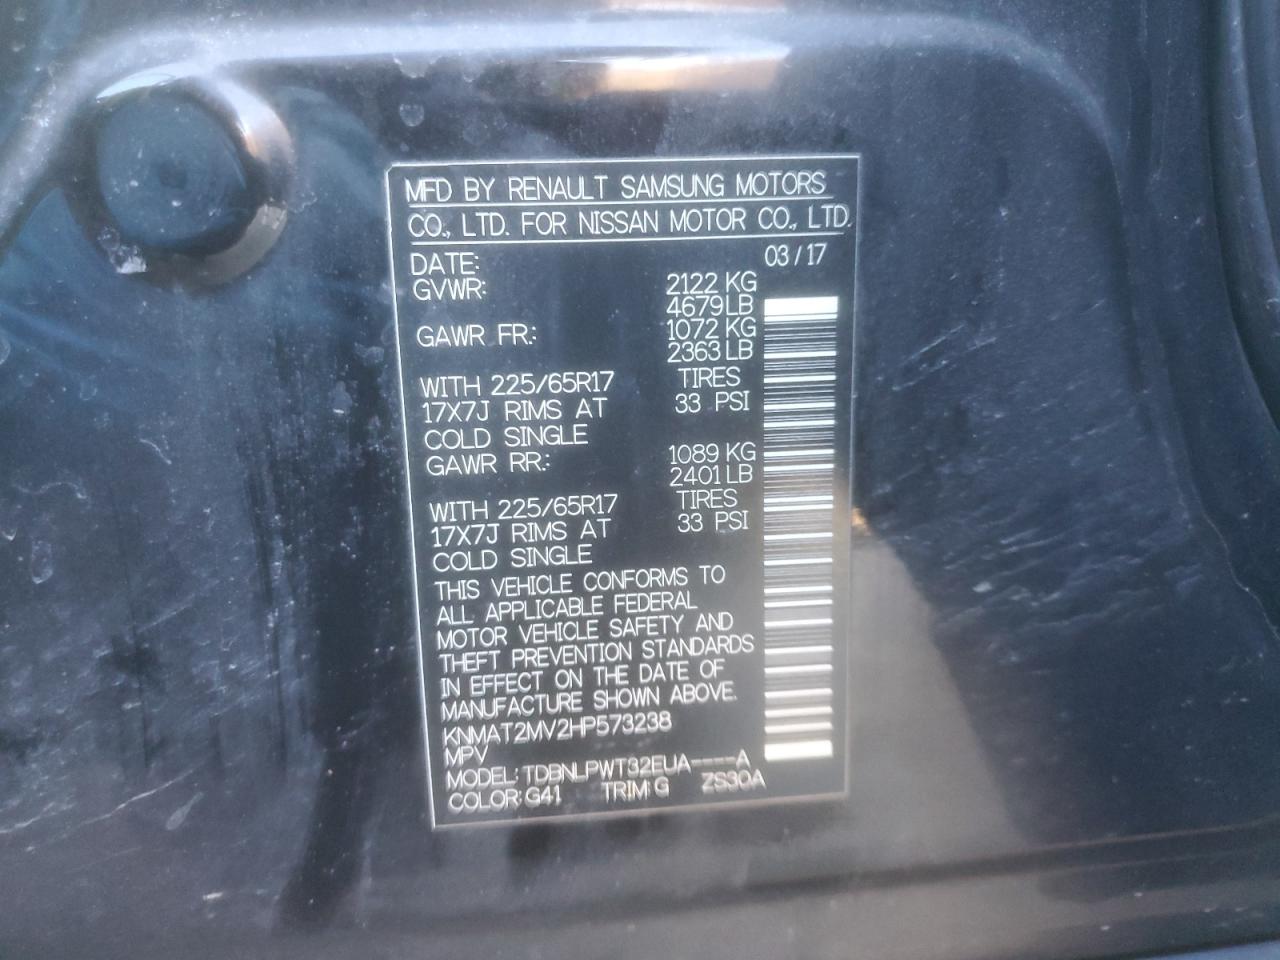 MFD BY RENAULT SAMSUNG MOTORS
CO., LTD. FOR NISSAN MOTOR CO., LTD.
DATE: 03/17
GVWR: 2122 KG
4679 LB
GAWR FR.: 1072 KG
2363 LB
WITH 225/65R17 TIRES
17X7J RIMS AT 33 PSI
COLD SINGLE
GAWR RR.: 1089 KG
2401 LB
WITH 225/65R17 TIRES
17X7J RIMS AT 33 PSI
COLD SINGLE
THIS VEHICLE CONFORMS TO
ALL APPLICABLE FEDERAL
MOTOR VEHICLE SAFETY AND
THEFT PREVENTION STANDARDS
IN EFFECT ON THE DATE OF
MANUFACTURE SHOWN ABOVE.
KNMAT2MV2HP573238
MPV
MODEL: TDBNLPWT32EUA----A
COLOR: G41 TRIM: G ZS30A